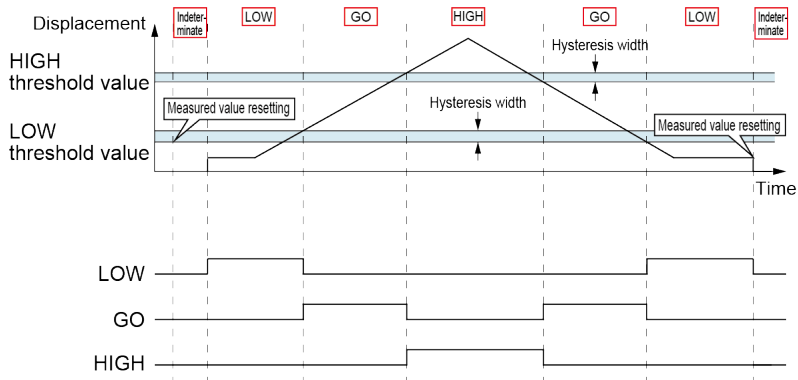 Displacement
Indeter-
minate
LOW
GO
HIGH
GO
LOW
Indeter-
minate
HIGH
threshold value
Hysteresis width
Measured value resetting
Hysteresis width
Measured value resetting
LOW
threshold value
Time
LOW
GO
HIGH